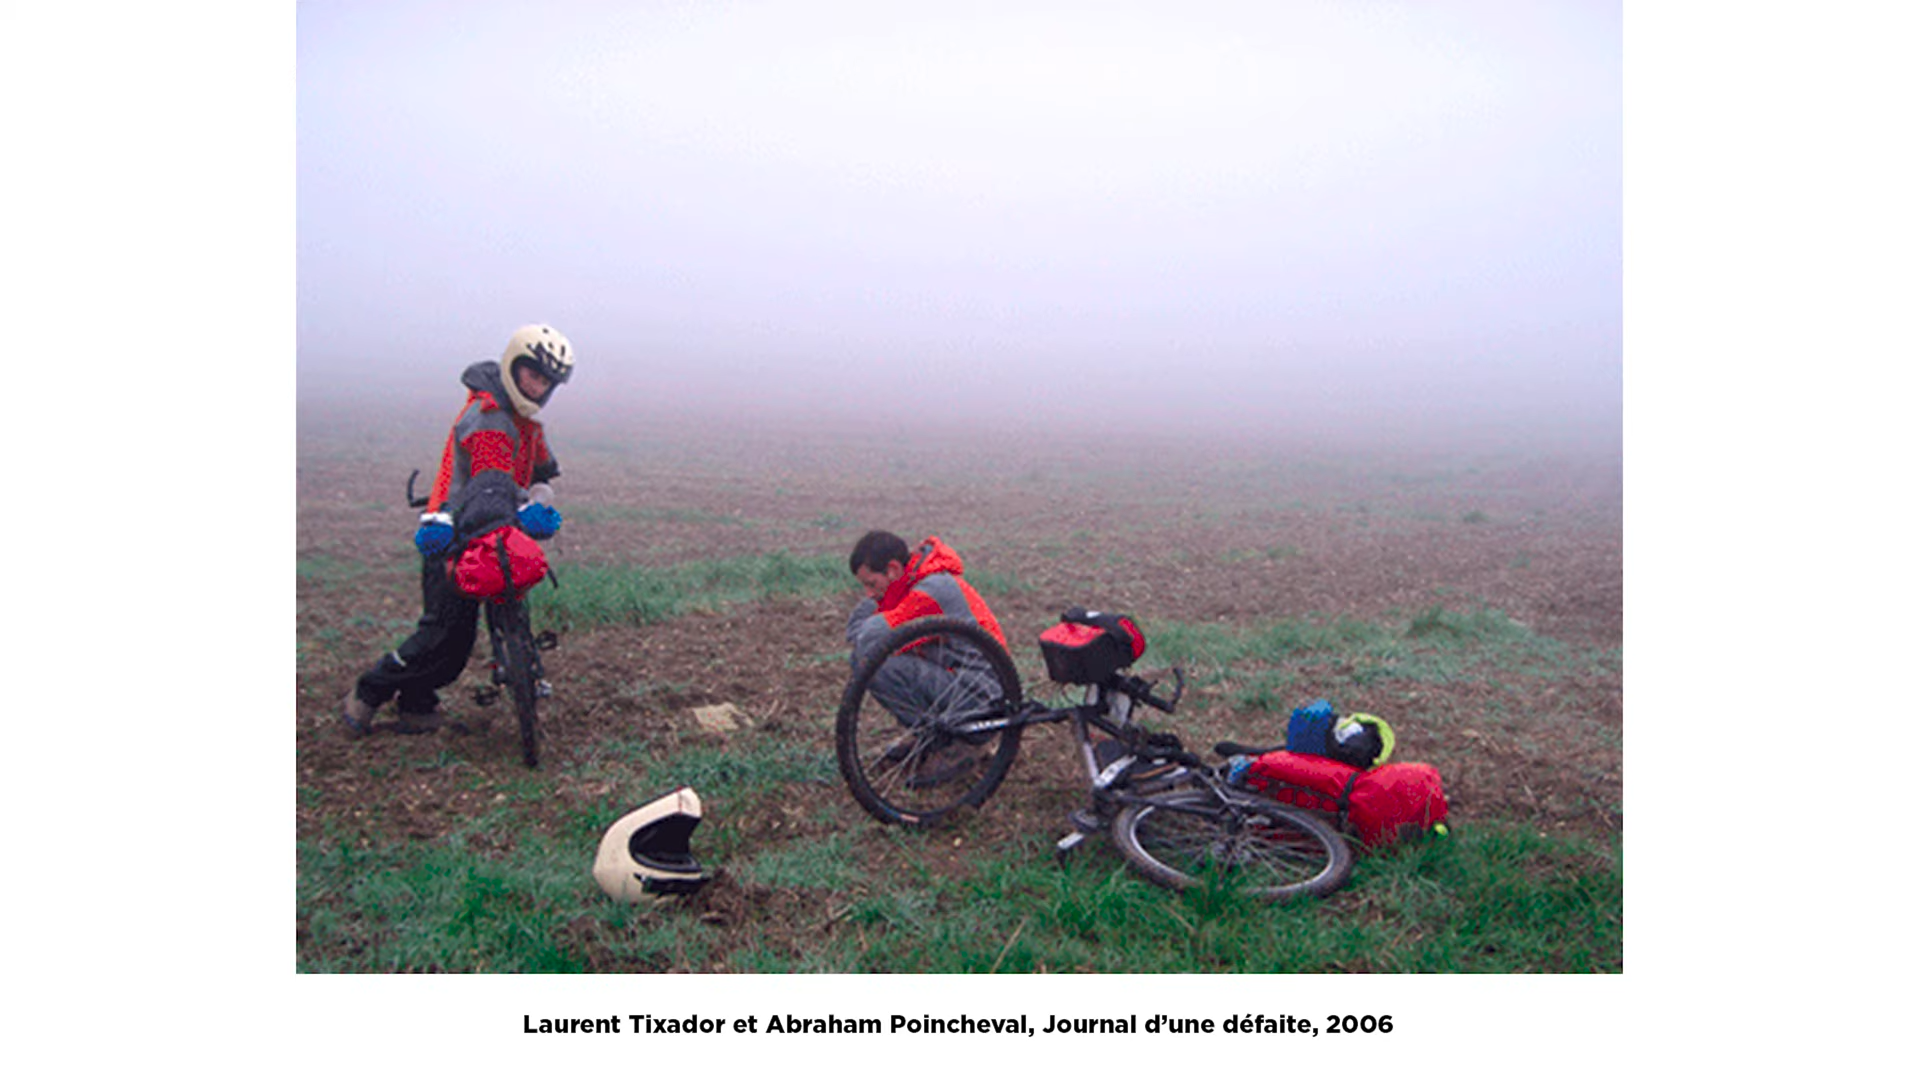 Laurent Tixador et Abraham Poincheval, Journal d’une défaite, 2006